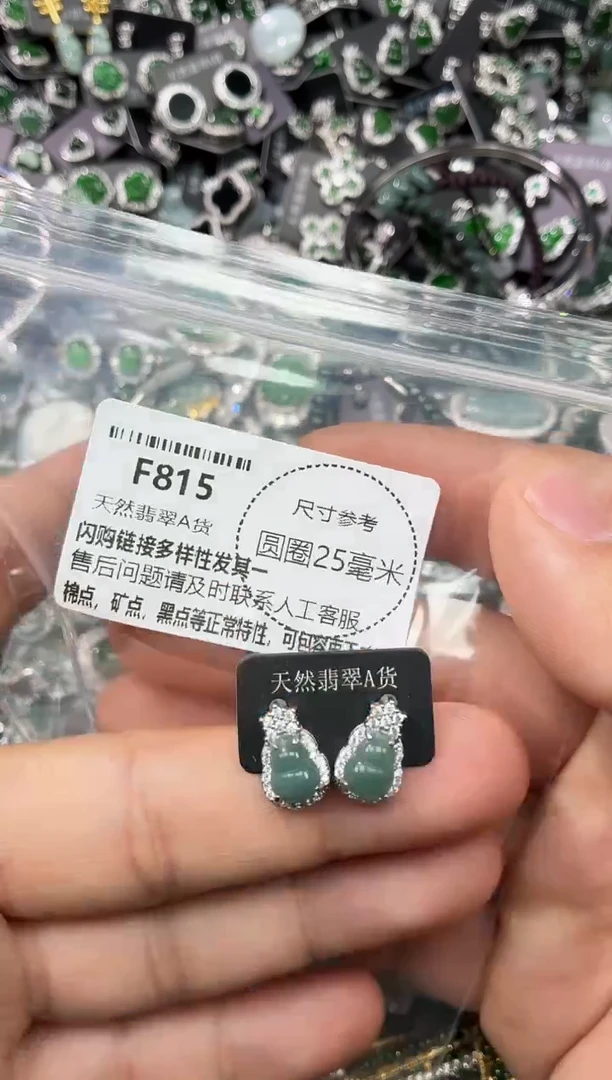 F815
天然翡翠A货
闪购链接多样性发其一
售后问题请及时联系人工客服
棉点，矿点，黑点等正常特性，可包容
尺寸参考
圆圈25毫米
天然翡翠A货